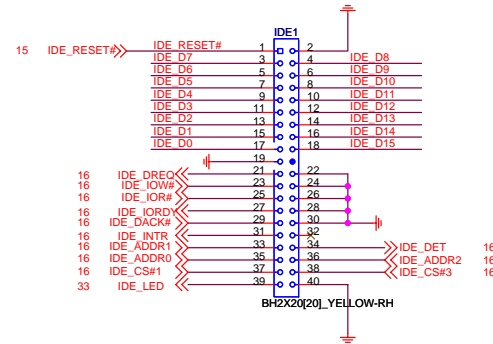 IDE1
15 IDE_RESET# IDE_RESET# 1 2
IDE_D7 3 4 IDE_D8
IDE_D6 5 6 IDE_D9
IDE_D5 7 8 IDE_D10
IDE_D4 9 10 IDE_D11
IDE_D3 11 12 IDE_D12
IDE_D2 13 14 IDE_D13
IDE_D1 15 16 IDE_D14
IDE_D0 17 18 IDE_D15
19
16 IDE_DREQ 21 22
16 IDE_IOW# 23 24
16 IDE_IOR# 25 26
16 IDE_IORDY 27 28
16 IDE_DACK# 29 30
16 IDE_INTR 31 32
16 IDE_ADDR1 33 34 IDE_DET 16
16 IDE_ADDR0 35 36 IDE_ADDR2 16
16 IDE_CS#1 37 38 IDE_CS#3 16
33 IDE_LED 39 40
BH2X20[20]_YELLOW-RH